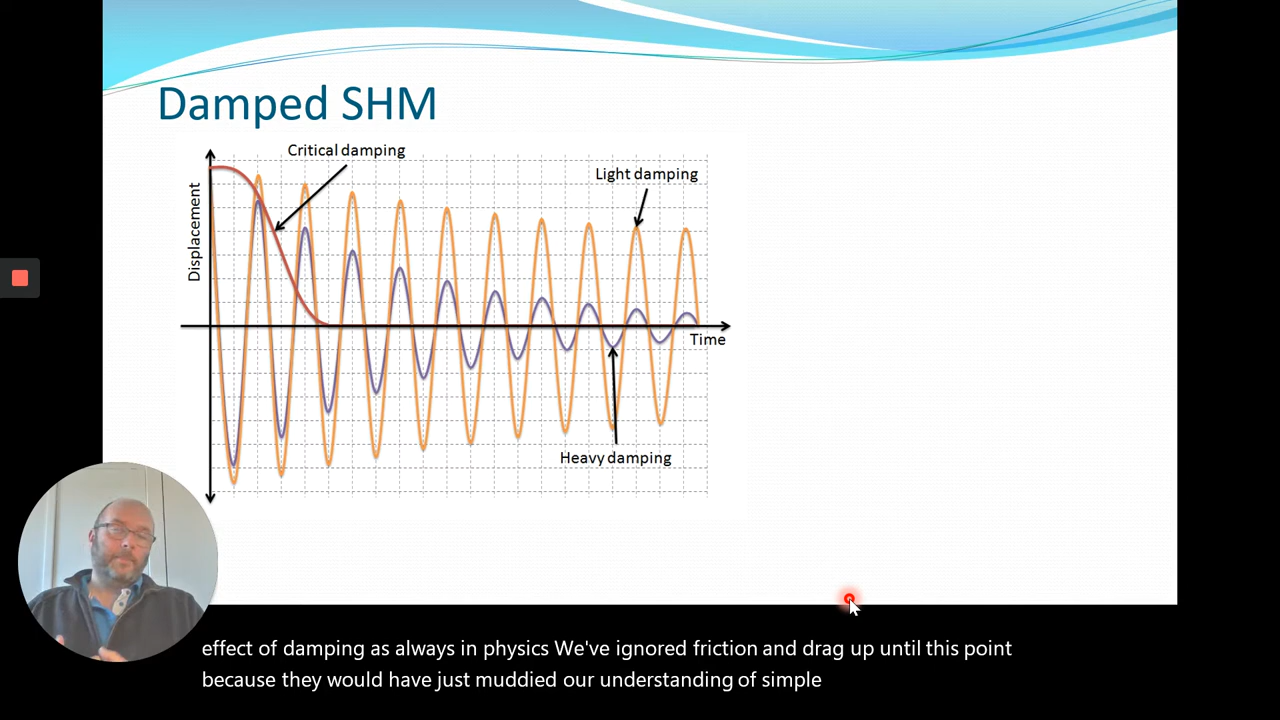 Damped SHM
Critical damping
Light damping
Displacement
Time
Heavy damping
effect of damping as always in physics We've ignored friction and drag up until this point
because they would have just muddied our understanding of simple